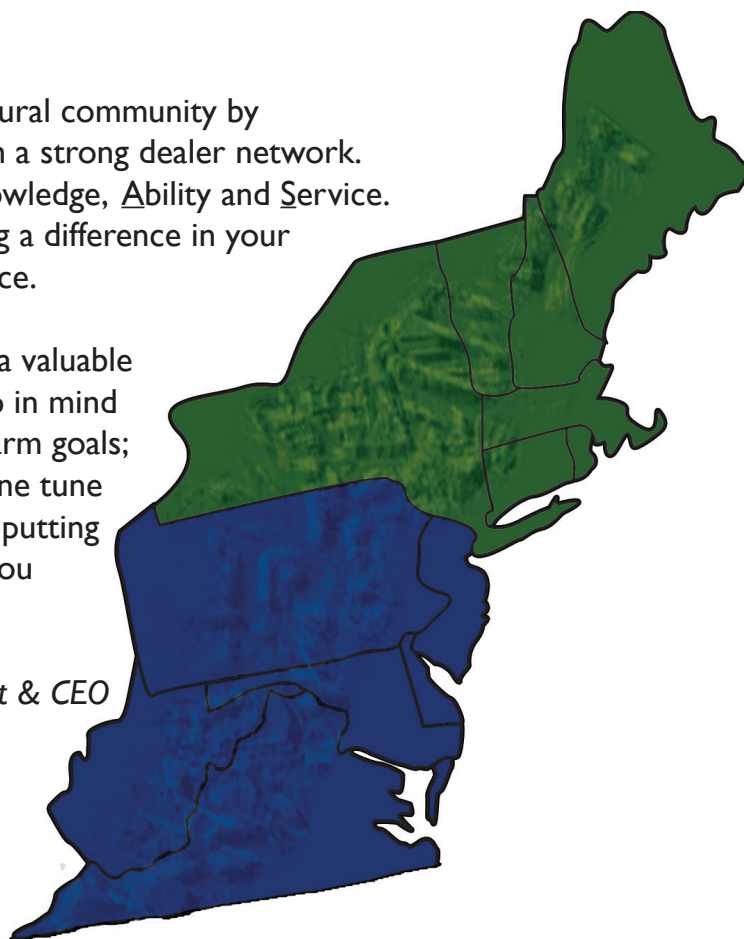 ural community by
a strong dealer network.
owledge, Ability and Service.
g a difference in your
ce.
a valuable
o in mind
arm goals;
ne tune
putting
ou
t & CEO